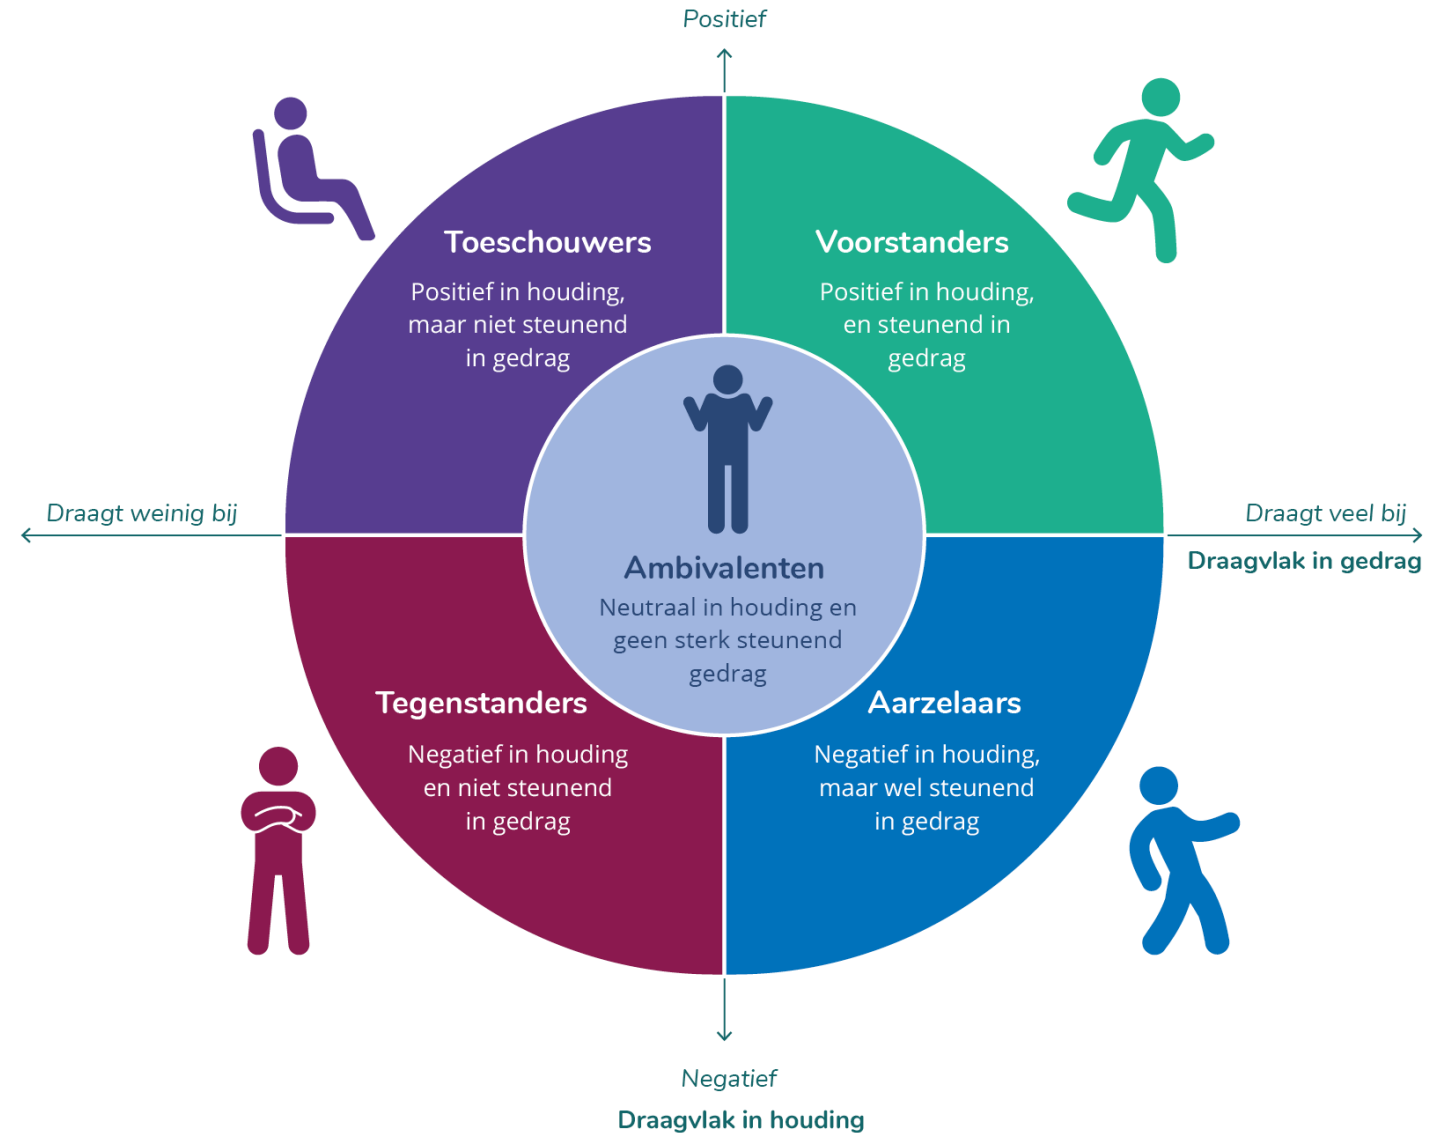 Positief
Toeschouwers
Positief in houding,
maar niet steunend
in gedrag
Voorstanders
Positief in houding,
en steunend in
gedrag
Draagt weinig bij
Draagt veel bij
Draagvlak in gedrag
Ambivalenten
Neutraal in houding en
geen sterk steunend
gedrag
Tegenstanders
Negatief in houding
en niet steunend
in gedrag
Aarzelaars
Negatief in houding,
maar wel steunend
in gedrag
Negatief
Draagvlak in houding